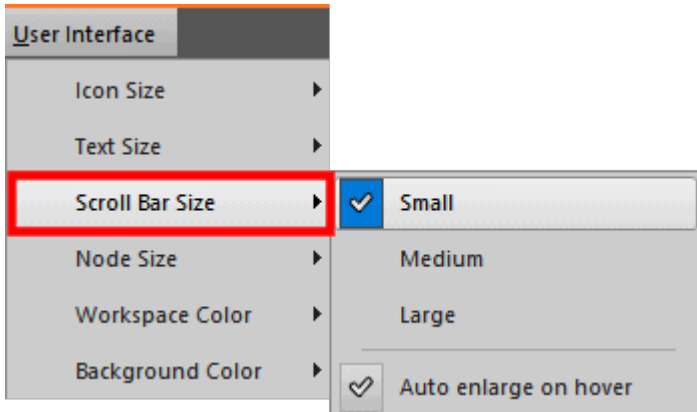 User Interface
Icon Size
Text Size
Scroll Bar Size
Node Size
Workspace Color
Background Color
Small
Medium
Large
Auto enlarge on hover